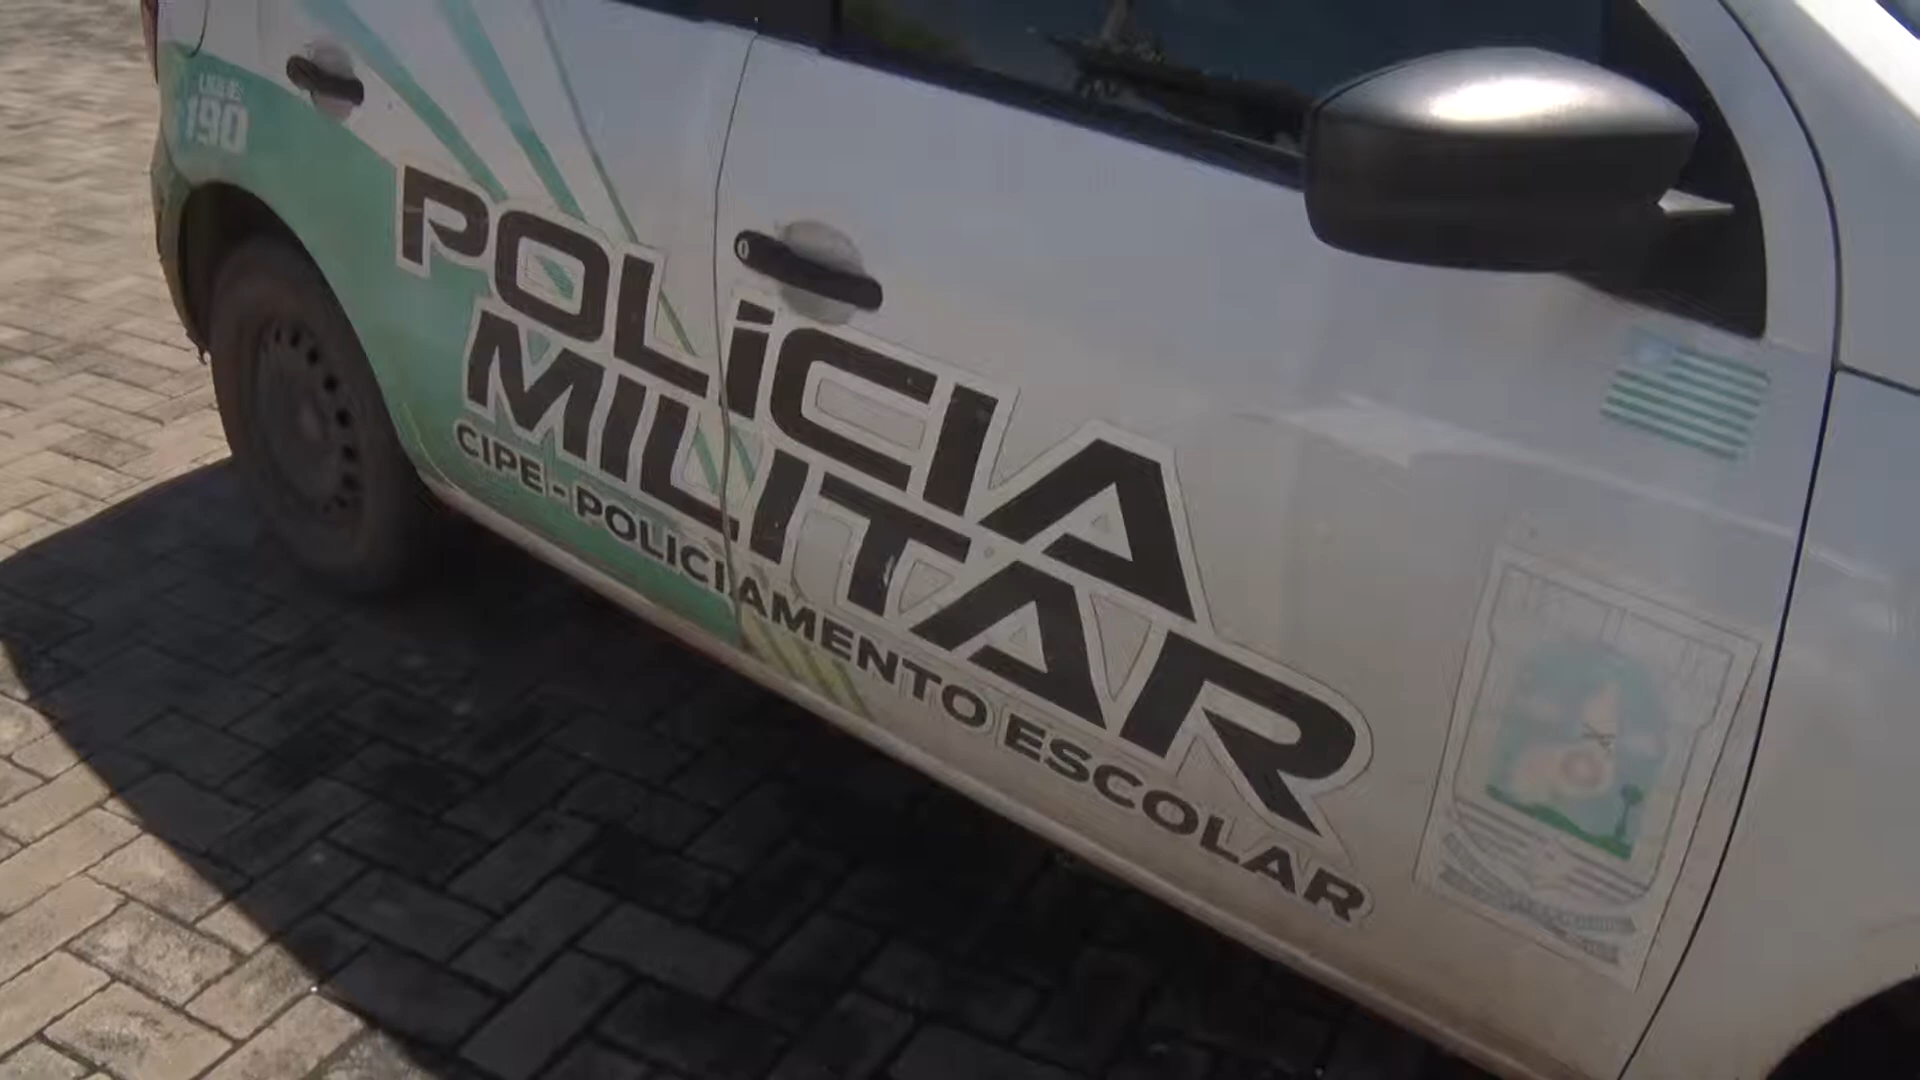 LIGUE:
190
POLÍCIA
MILITAR
CIPE - POLICIAMENTO ESCOLAR